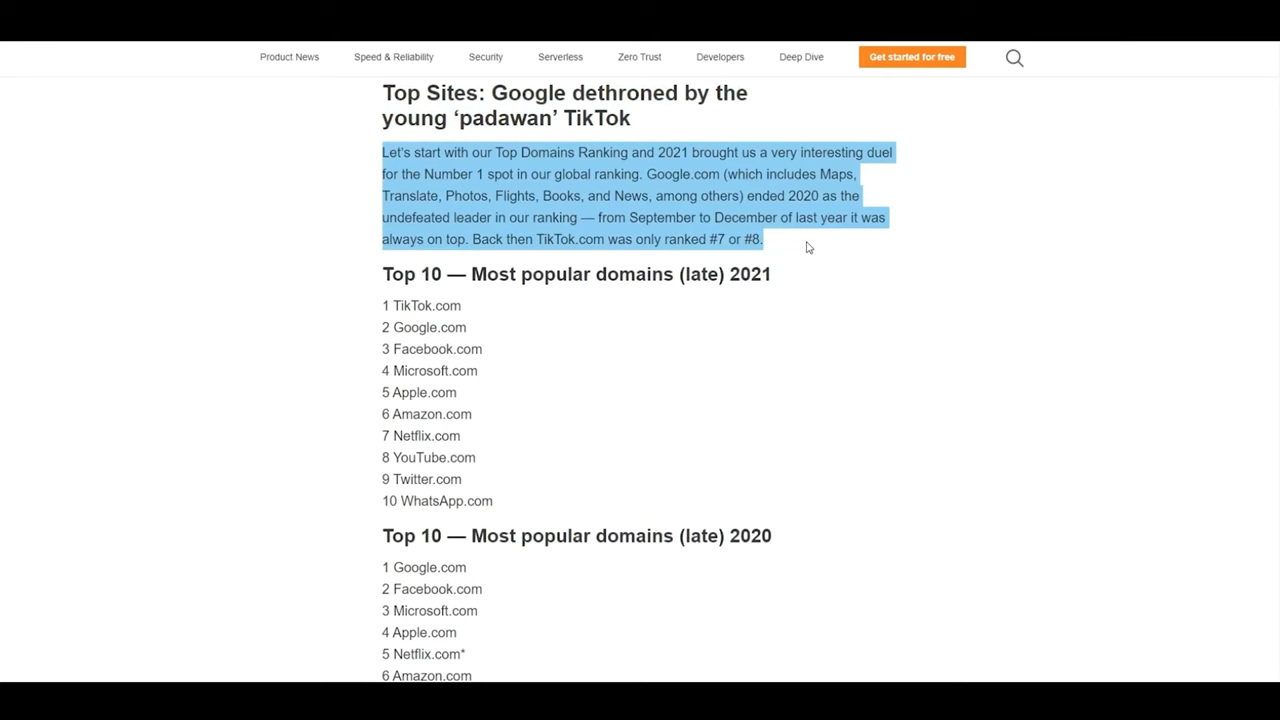 Product News Speed & Reliability Security Serverless Zero Trust Developers Deep Dive Get started for free
Top Sites: Google dethroned by the
young ‘padawan’ TikTok
Let’s start with our Top Domains Ranking and 2021 brought us a very interesting duel
for the Number 1 spot in our global ranking. Google.com (which includes Maps,
Translate, Photos, Flights, Books, and News, among others) ended 2020 as the
undefeated leader in our ranking — from September to December of last year it was
always on top. Back then TikTok.com was only ranked #7 or #8.
Top 10 — Most popular domains (late) 2021
1 TikTok.com
2 Google.com
3 Facebook.com
4 Microsoft.com
5 Apple.com
6 Amazon.com
7 Netflix.com
8 YouTube.com
9 Twitter.com
10 WhatsApp.com
Top 10 — Most popular domains (late) 2020
1 Google.com
2 Facebook.com
3 Microsoft.com
4 Apple.com
5 Netflix.com*
6 Amazon.com